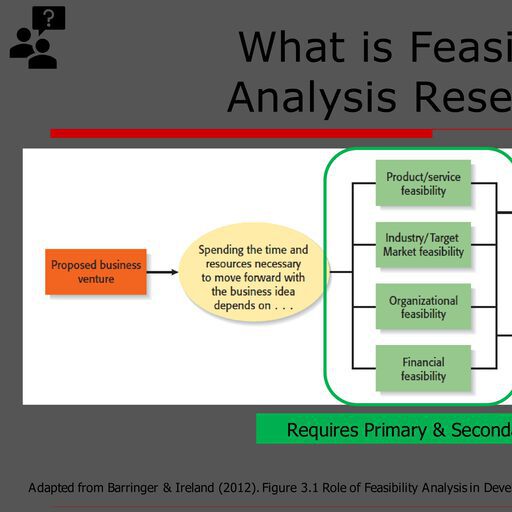 ?
What is Feasi
Analysis Rese
Product/service
feasibility
Industry/Target
Market feasibility
Proposed business
venture
Spending the time and
resources necessary
to move forward with
the business idea
depends on . . .
Organizational
feasibility
Financial
feasibility
Requires Primary & Second
Adapted from Barringer & Ireland (2012). Figure 3.1 Role of Feasibility Analysis in Deve